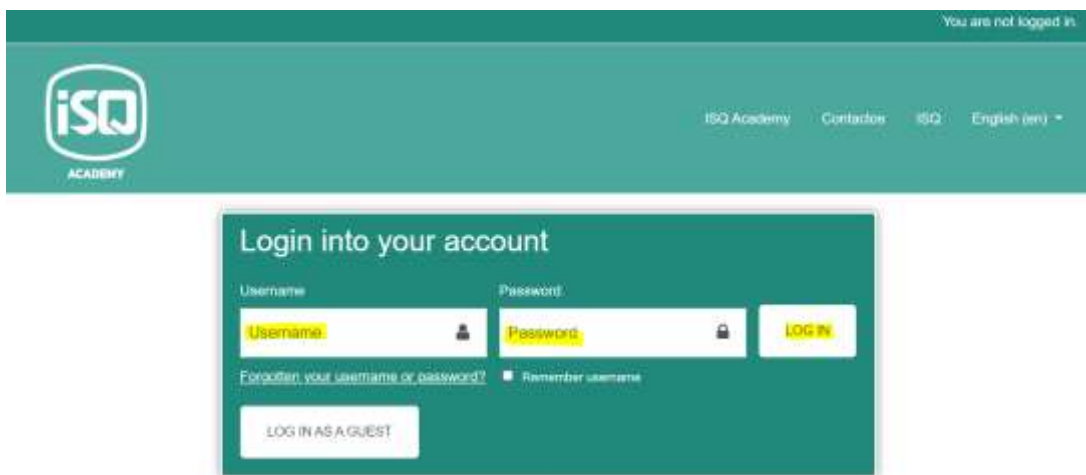 You are not logged in.
iSQ
ACADEMY
ISQ Academy Contactos ISQ English (en)
Login into your account
Username Password
Username Password LOG IN
Forgotten your username or password? Remember username
LOG IN AS A GUEST